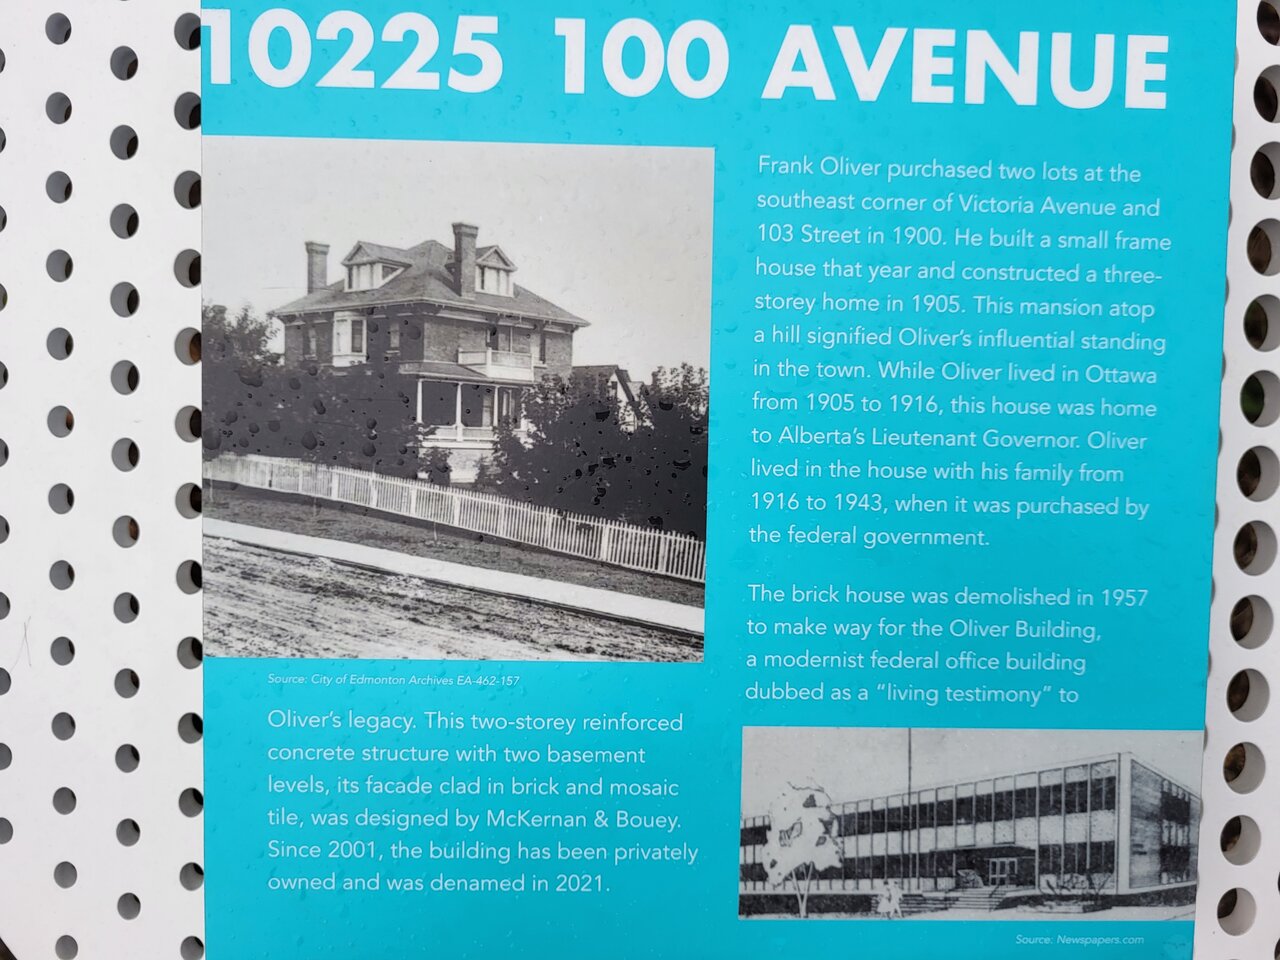 10225 100 AVENUE
Frank Oliver purchased two lots at the
southeast corner of Victoria Avenue and
103 Street in 1900. He built a small frame
house that year and constructed a three-
storey home in 1905. This mansion atop
a hill signified Oliver's influential standing
in the town. While Oliver lived in Ottawa
from 1905 to 1916, this house was home
to Alberta's Lieutenant Governor. Oliver
lived in the house with his family from
1916 to 1943, when it was purchased by
the federal government.
The brick house was demolished in 1957
to make way for the Oliver Building,
a modernist federal office building
dubbed as a "living testimony" to
Source: City of Edmonton Archives EA-462-157
Oliver's legacy. This two-storey reinforced
concrete structure with two basement
levels, its facade clad in brick and mosaic
tile, was designed by McKernan & Bouey.
Since 2001, the building has been privately
owned and was denamed in 2021.
Source: Newspapers.com